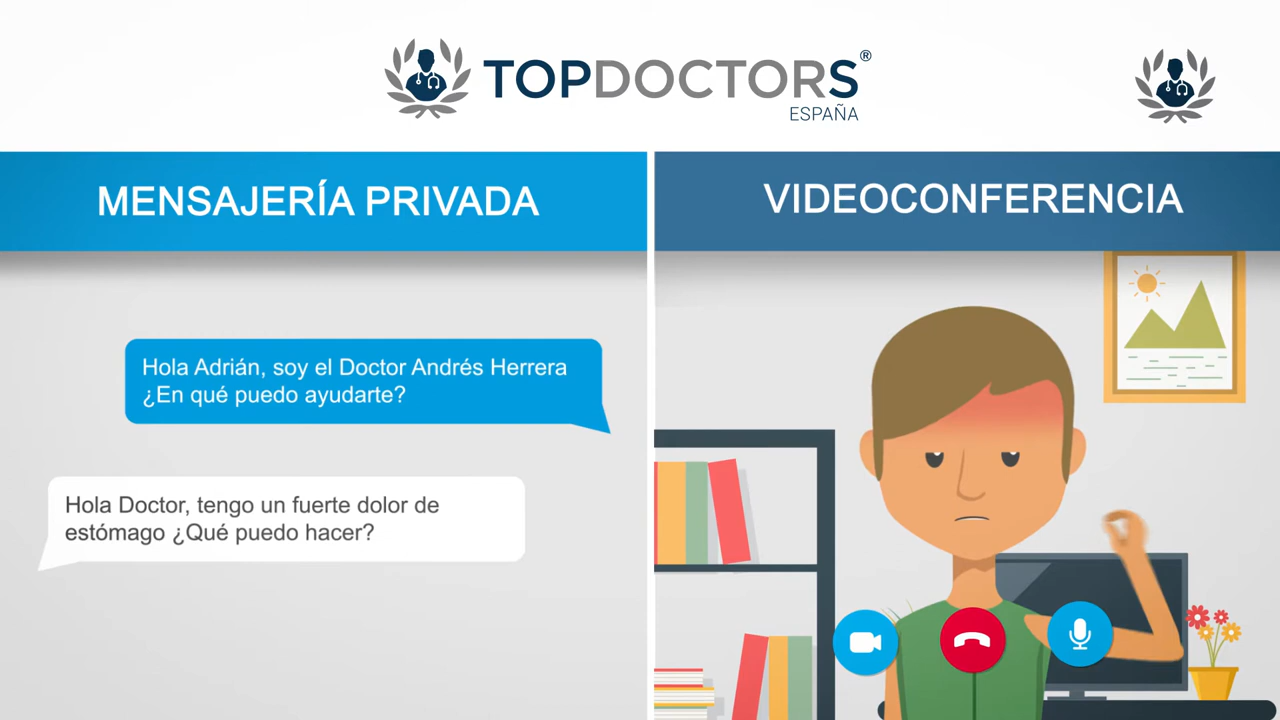 TOPDOCTORS®
ESPAÑA
MENSAJERÍA PRIVADA
VIDEOCONFERENCIA
Hola Adrián, soy el Doctor Andrés Herrera
¿En qué puedo ayudarte?
Hola Doctor, tengo un fuerte dolor de
estómago ¿Qué puedo hacer?